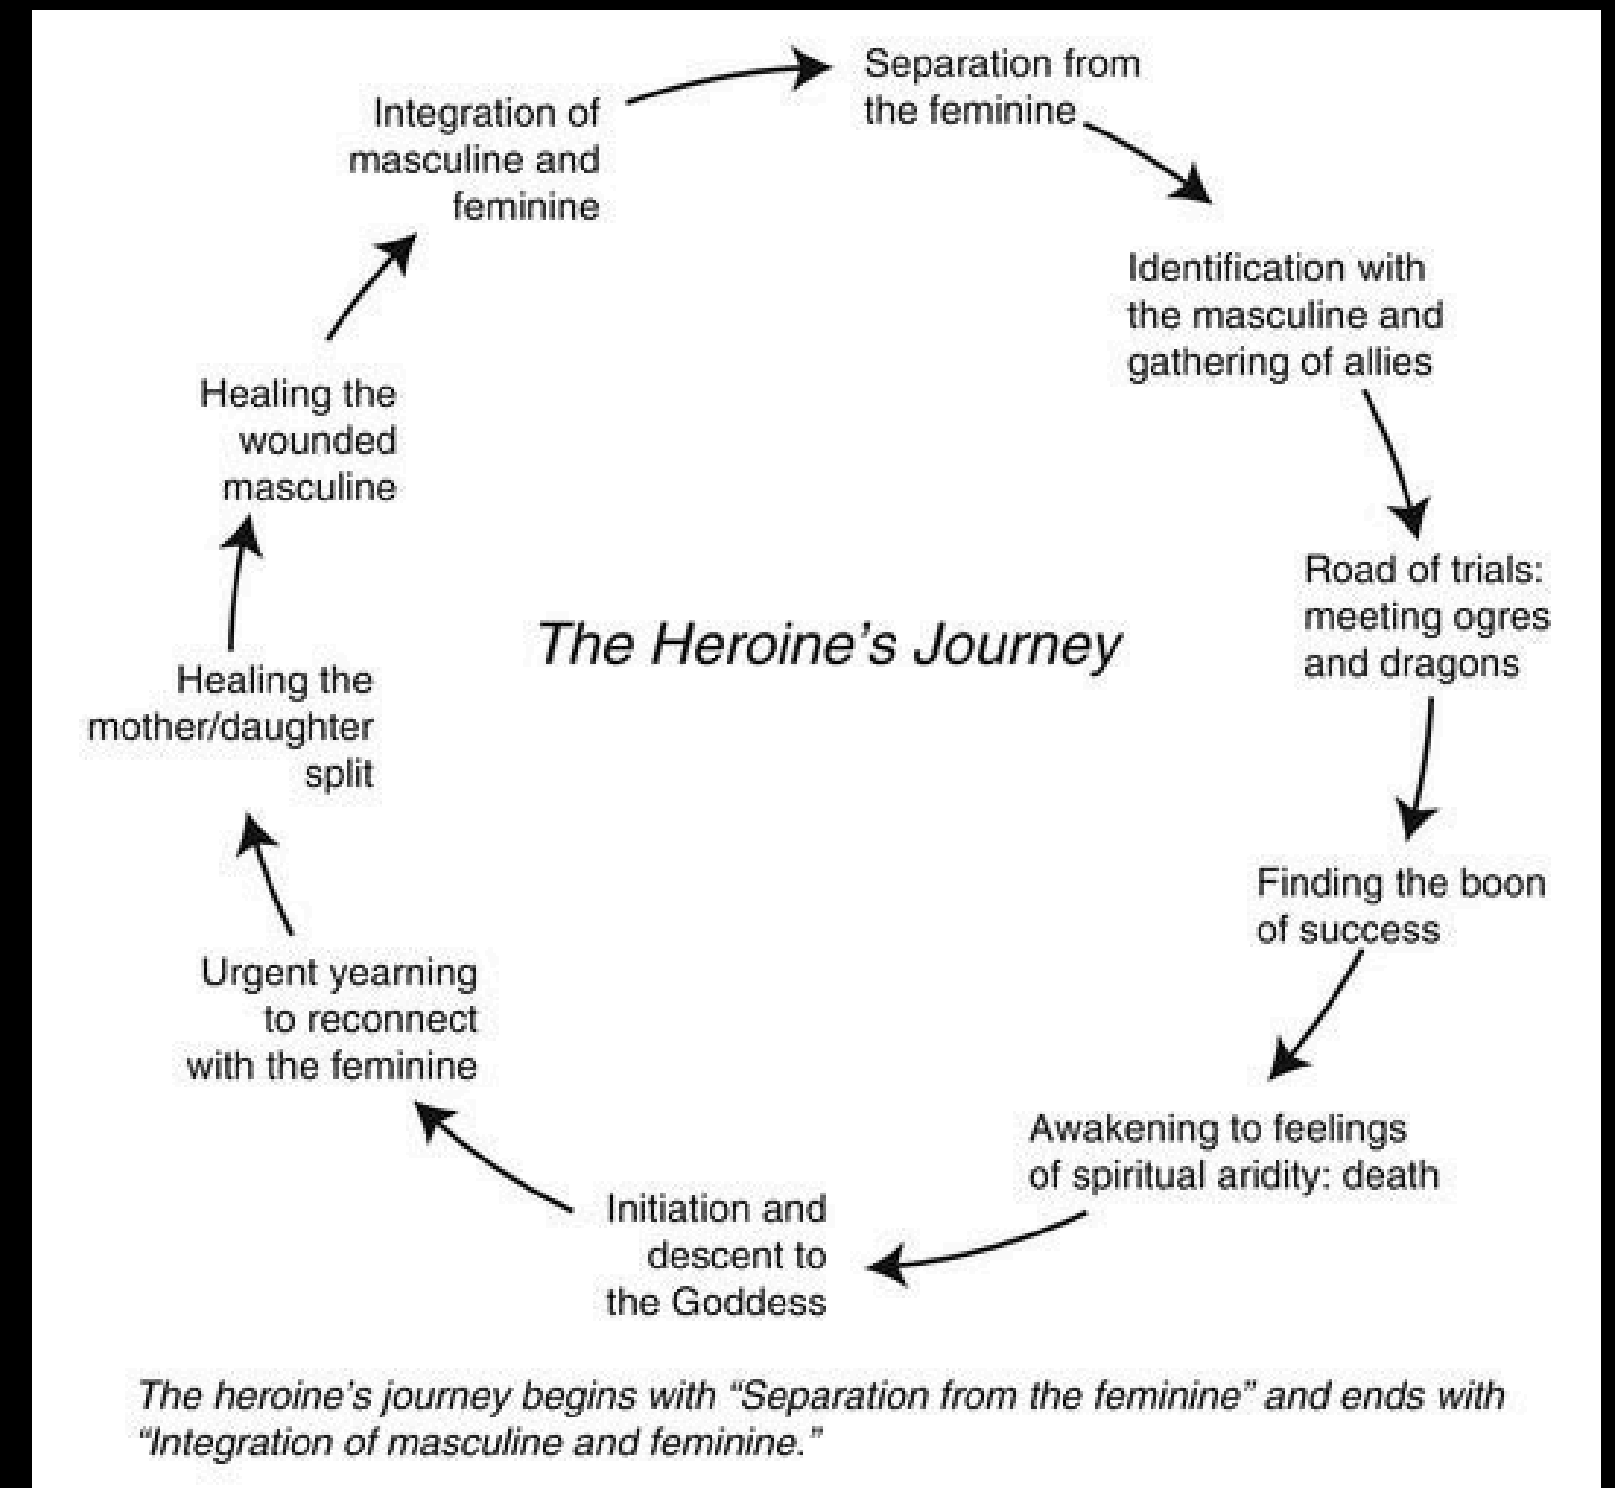 Separation from
the feminine
Identification with
the masculine and
gathering of allies
Road of trials:
meeting ogres
and dragons
Finding the boon
of success
Awakening to feelings
of spiritual aridity: death
Initiation and
descent to
the Goddess
Urgent yearning
to reconnect
with the feminine
Healing the
mother/daughter
split
Healing the
wounded
masculine
Integration of
masculine and
feminine
The Heroine’s Journey
The heroine’s journey begins with “Separation from the feminine” and ends with
“Integration of masculine and feminine.”